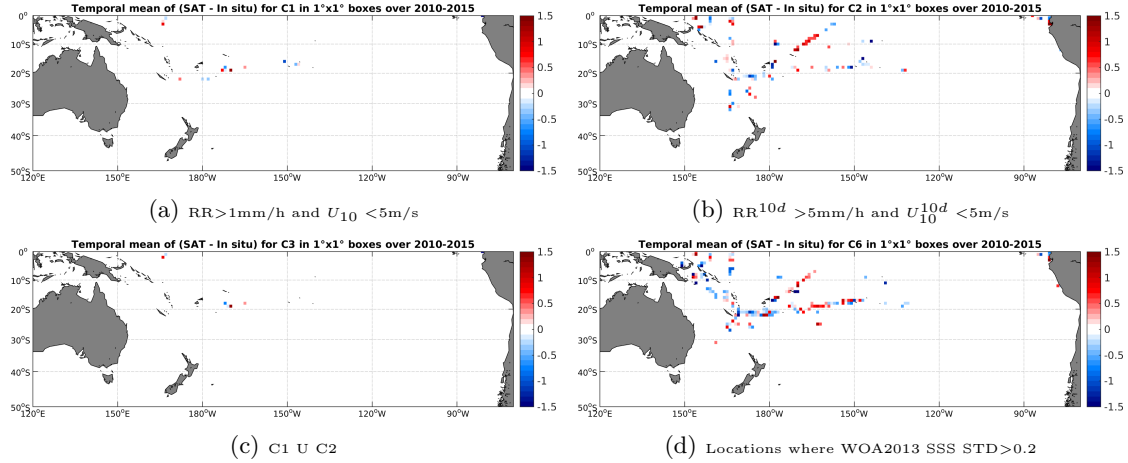 Temporal mean of (SAT - In situ) for C1 in 1°x1° boxes over 2010-2015
0°
10°S
20°S
30°S
40°S
50°S
120°E 150°E 180°W 150°W 120°W 90°W
1.5
1
0.5
0
-0.5
-1
-1.5
(a) RR>1mm/h and U10 <5m/s
Temporal mean of (SAT - In situ) for C2 in 1°x1° boxes over 2010-2015
0°
10°S
20°S
30°S
40°S
50°S
120°E 150°E 180°W 150°W 120°W 90°W
1.5
1
0.5
0
-0.5
-1
-1.5
(b) RR10d >5mm/h and U10 10d <5m/s
Temporal mean of (SAT - In situ) for C3 in 1°x1° boxes over 2010-2015
0°
10°S
20°S
30°S
40°S
50°S
120°E 150°E 180°W 150°W 120°W 90°W
1.5
1
0.5
0
-0.5
-1
-1.5
(c) C1 U C2
Temporal mean of (SAT - In situ) for C6 in 1°x1° boxes over 2010-2015
0°
10°S
20°S
30°S
40°S
50°S
120°E 150°E 180°W 150°W 120°W 90°W
1.5
1
0.5
0
-0.5
-1
-1.5
(d) Locations where WOA2013 SSS STD>0.2